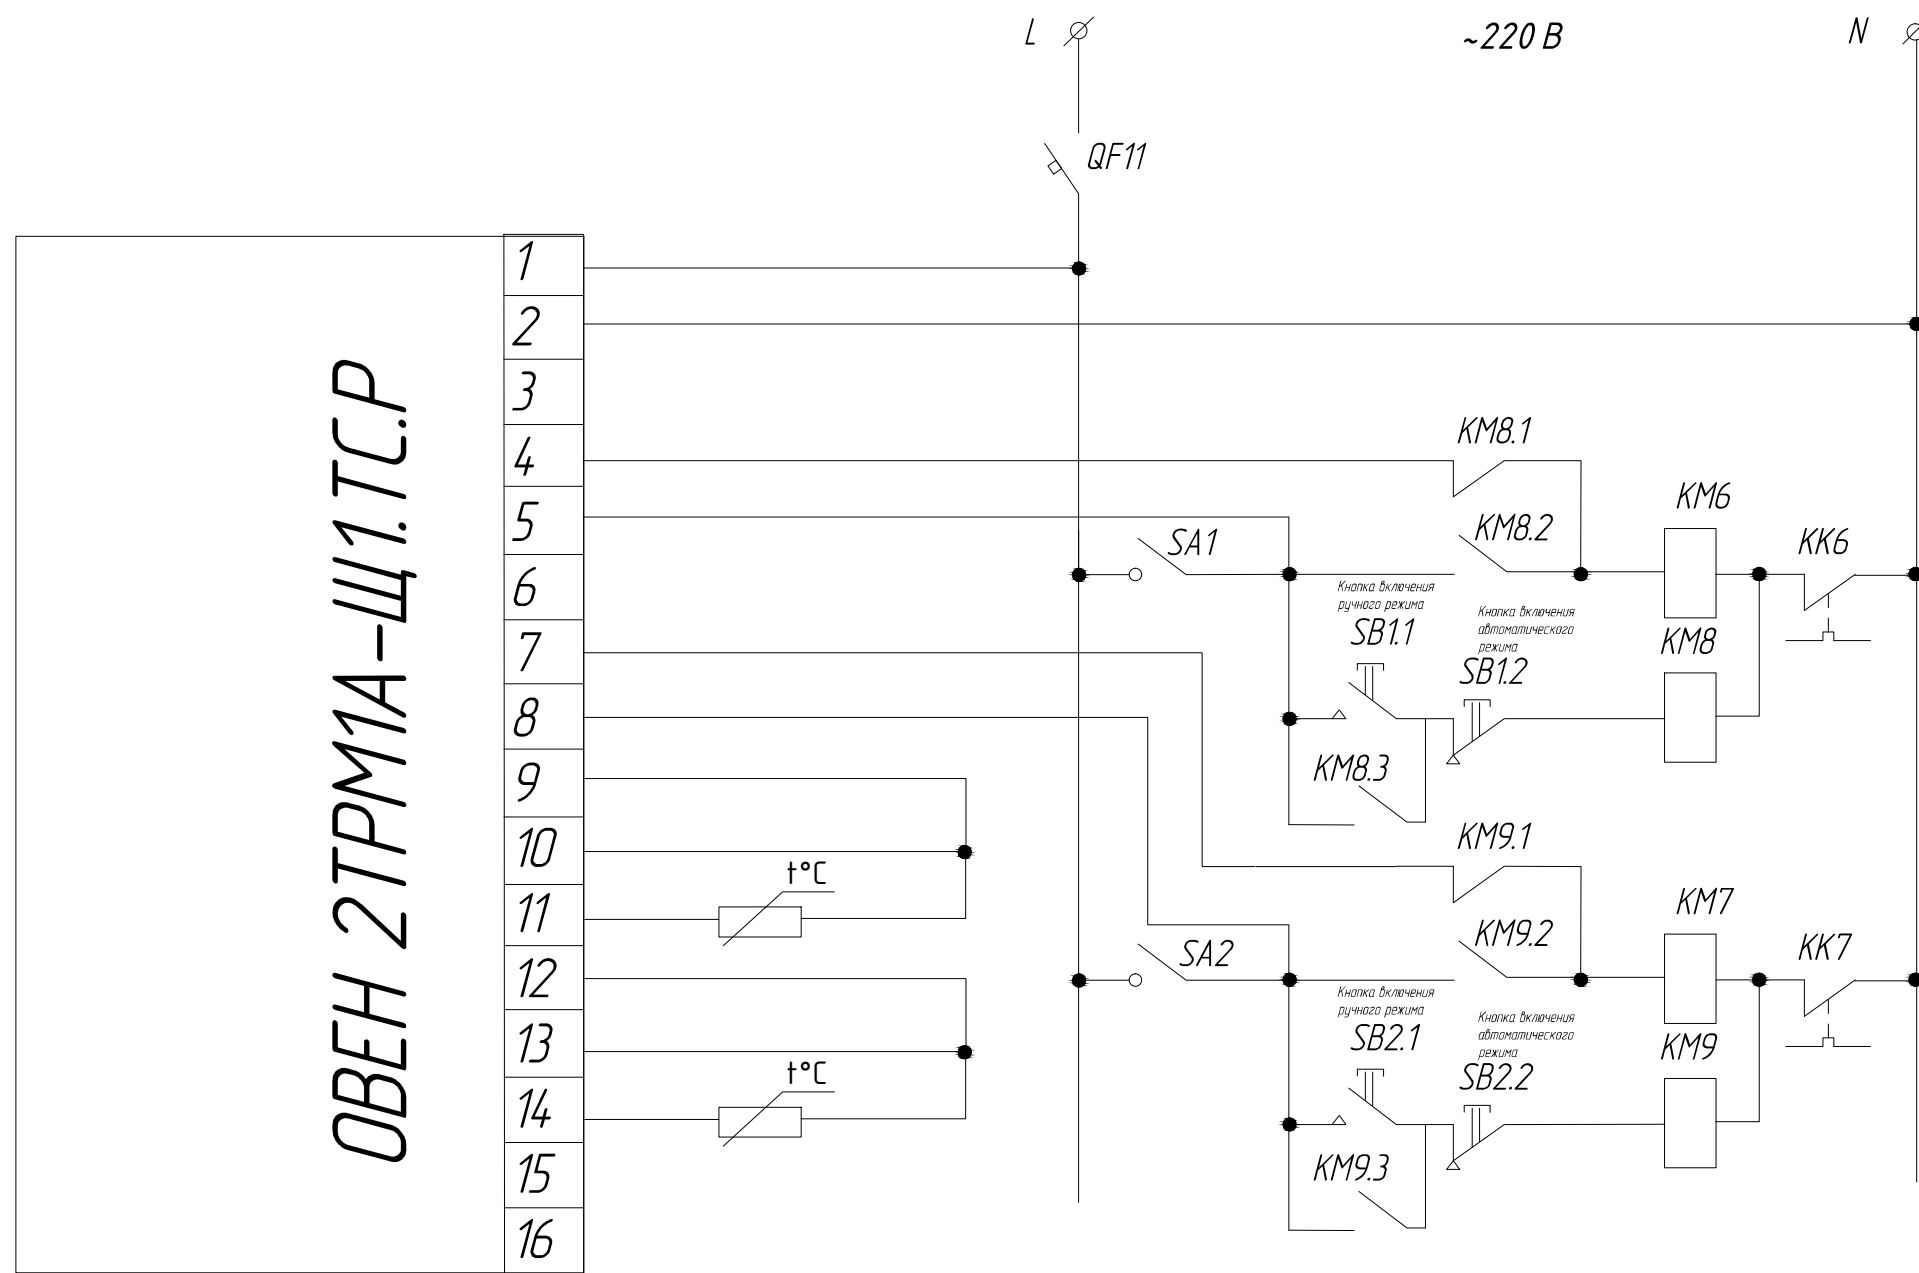 L
~220 В
N
QF11
ОВЕН 2ТРМ1А-Щ1.ТС.Р
1
2
3
4
5
6
7
8
9
10
11
12
13
14
15
16
t°C
t°C
KM8.1
KM6
SA1
KM8.2
KK6
Кнопка включения
ручного режима
SB1.1
Кнопка включения
автоматического
режима
SB1.2
KM8
KM8.3
KM9.1
KM7
SA2
KM9.2
KK7
Кнопка включения
ручного режима
SB2.1
Кнопка включения
автоматического
режима
SB2.2
KM9
KM9.3